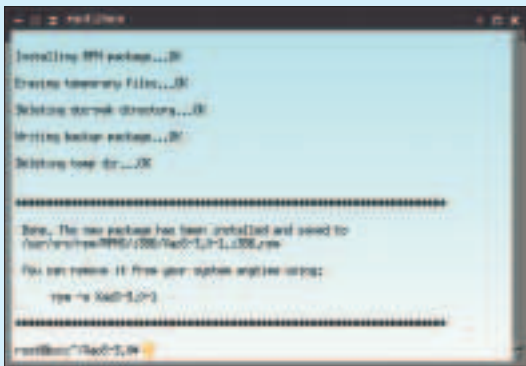 Installing RPM package...OK
Erasing temporary files...OK
Deleting doc-pak directory...OK
Writing backup package...OK
Deleting temp dir...OK
Done. The new package has been installed and saved to
You can remove it from your system anytime using:
rpm -e